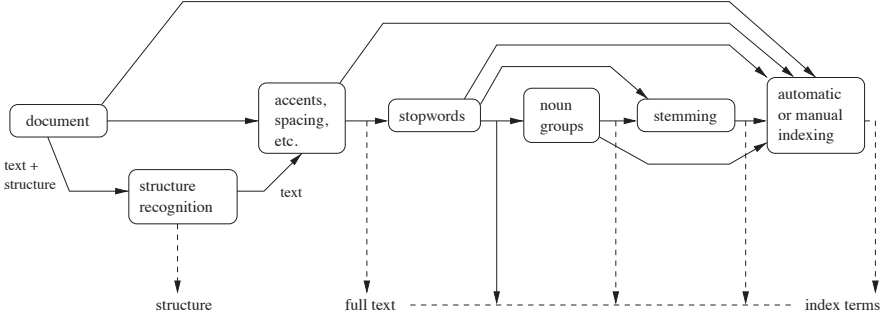 document
text +
structure
structure
recognition
text
accents,
spacing,
etc.
stopwords
noun
groups
stemming
automatic
or manual
indexing
structure
full text
index terms